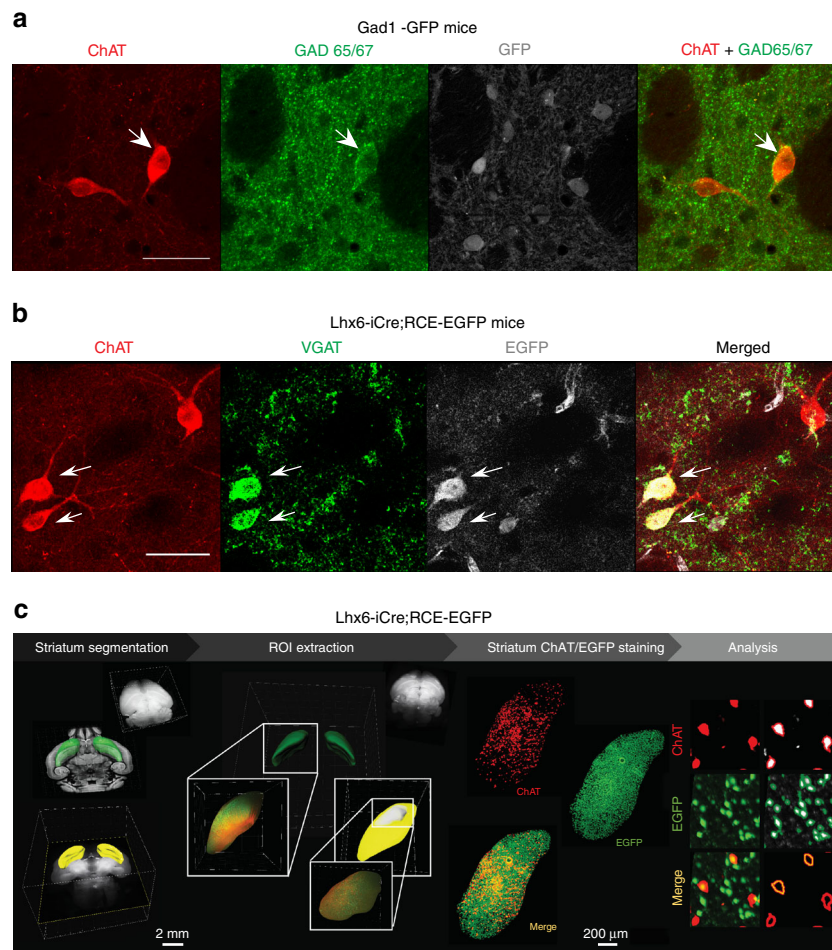 a
Gad1 -GFP mice
ChAT GAD 65/67 GFP ChAT + GAD65/67
b
Lhx6-iCre;RCE-EGFP mice
ChAT VGAT EGFP Merged
c
Lhx6-iCre;RCE-EGFP
Striatum segmentation ROI extraction Striatum ChAT/EGFP staining Analysis
ChAT
ChAT
EGFP
EGFP
Merge
Merge
2 mm 200 μm